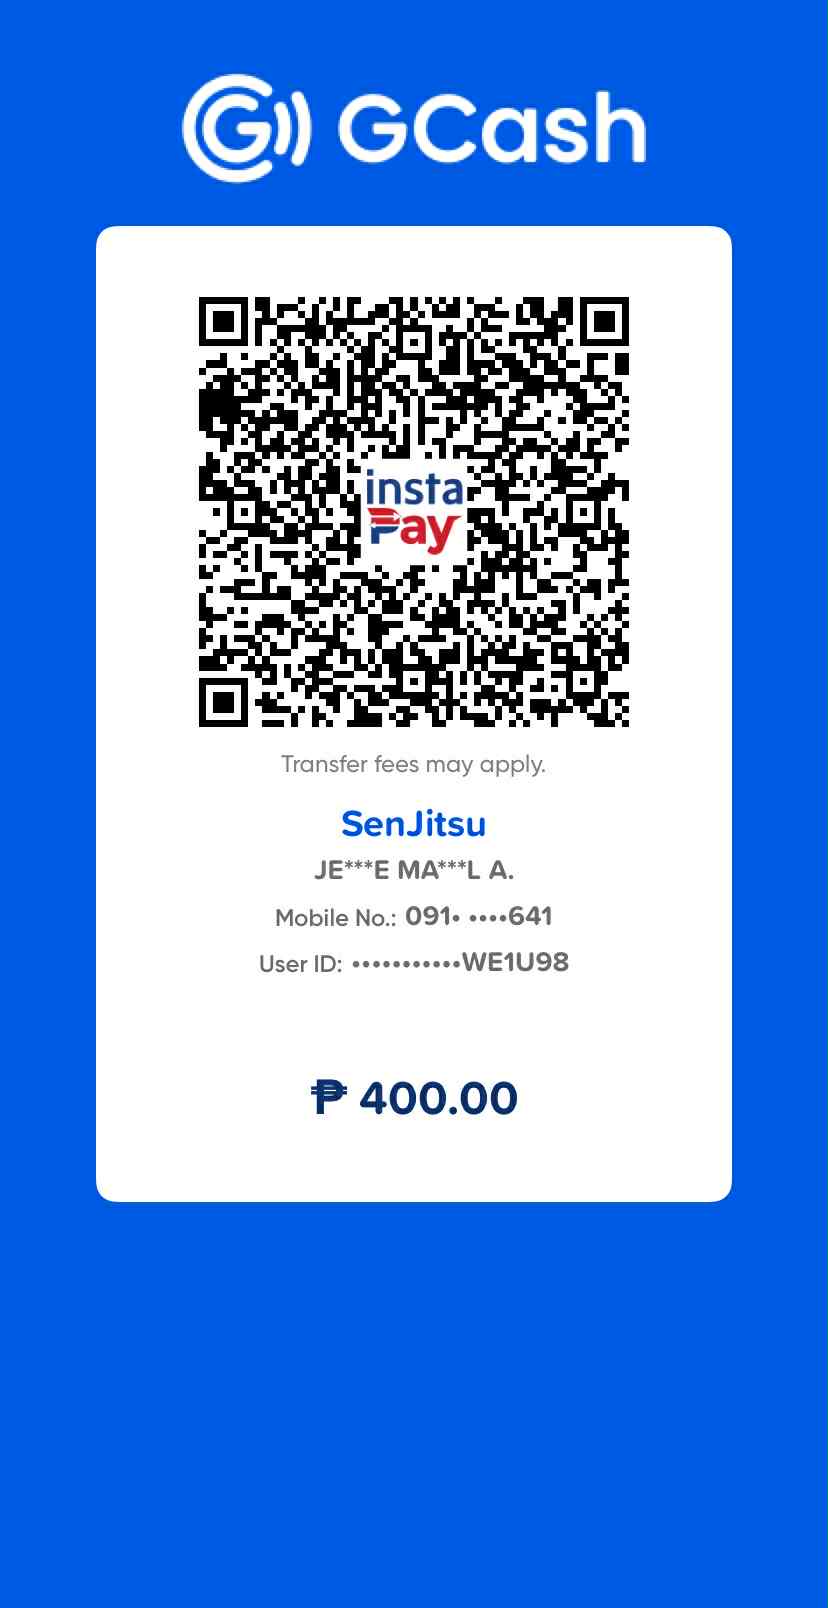 GCash
insta
Pay
Transfer fees may apply.
SenJitsu
JE***E MA***L A.
Mobile No.: 091• ••••641
User ID: •••••••••••WE1U98
₱ 400.00